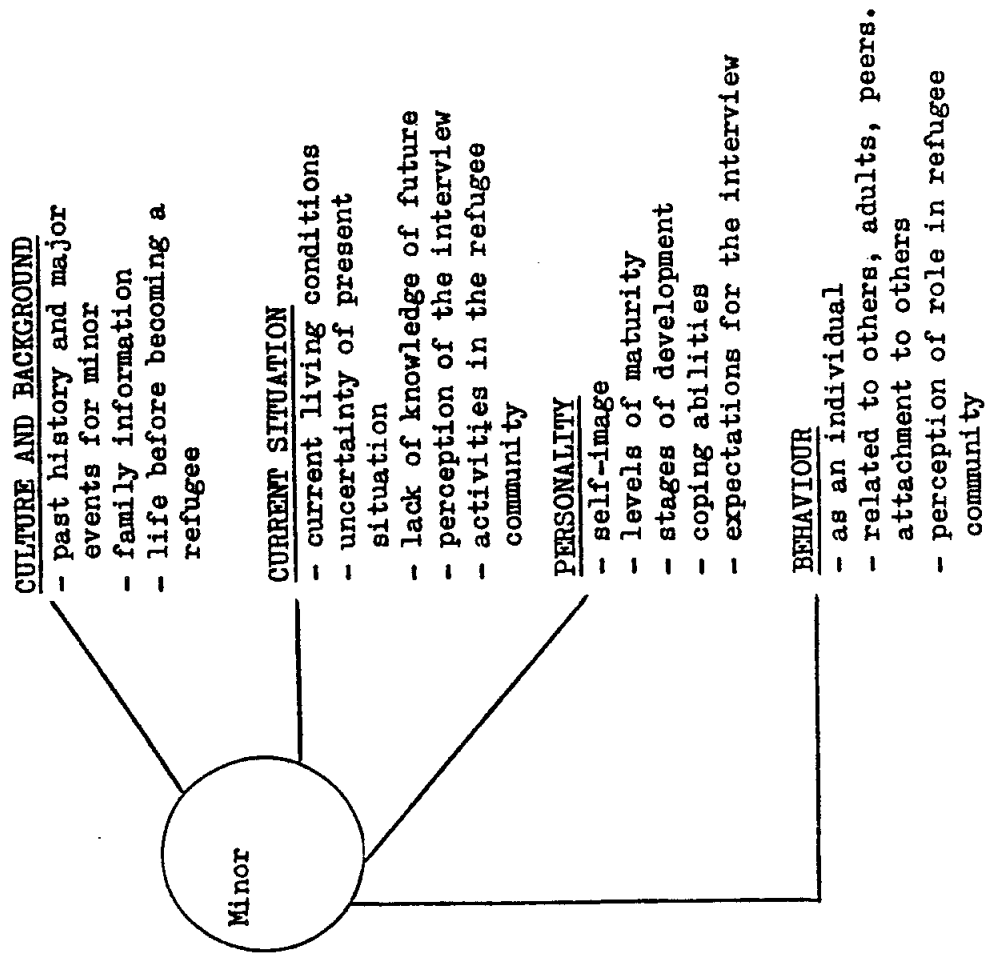 Minor
CULTURE AND BACKGROUND
- past history and major
events for minor
- family information
- life before becoming a
refugee
CURRENT SITUATION
- current living conditions
- uncertainty of present
situation
- lack of knowledge of future
- perception of the interview
- activities in the refugee
community
PERSONALITY
- self-image
- levels of maturity
- stages of development
- coping abilities
- expectations for the interview
BEHAVIOUR
- as an individual
- related to others, adults, peers.
attachment to others
- perception of role in refugee
community